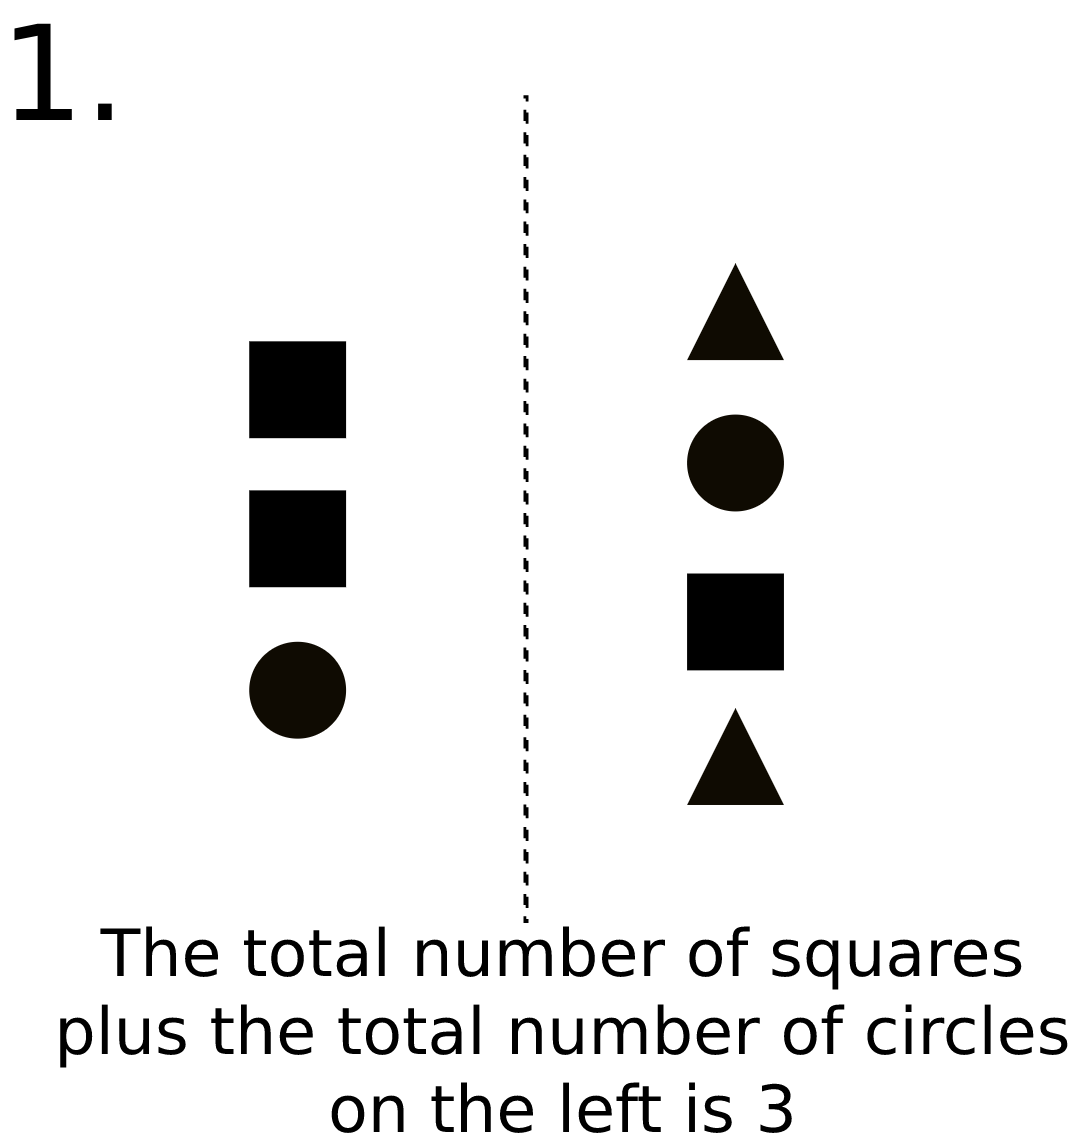 1.
The total number of squares
plus the total number of circles
on the left is 3